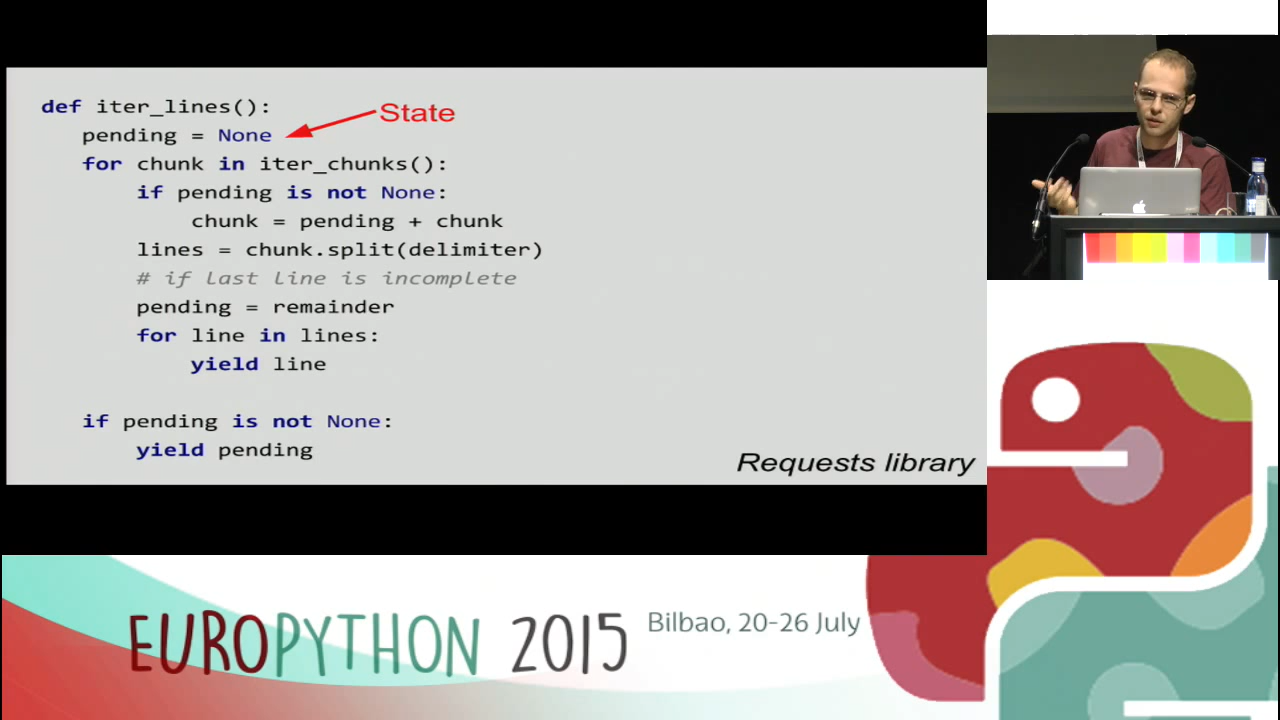 def iter_lines():
State
    pending = None
    for chunk in iter_chunks():
        if pending is not None:
            chunk = pending + chunk
        lines = chunk.split(delimiter)
        # if last line is incomplete
        pending = remainder
        for line in lines:
            yield line
    if pending is not None:
        yield pending
Requests library
EUROPYTHON 2015
Bilbao, 20-26 July